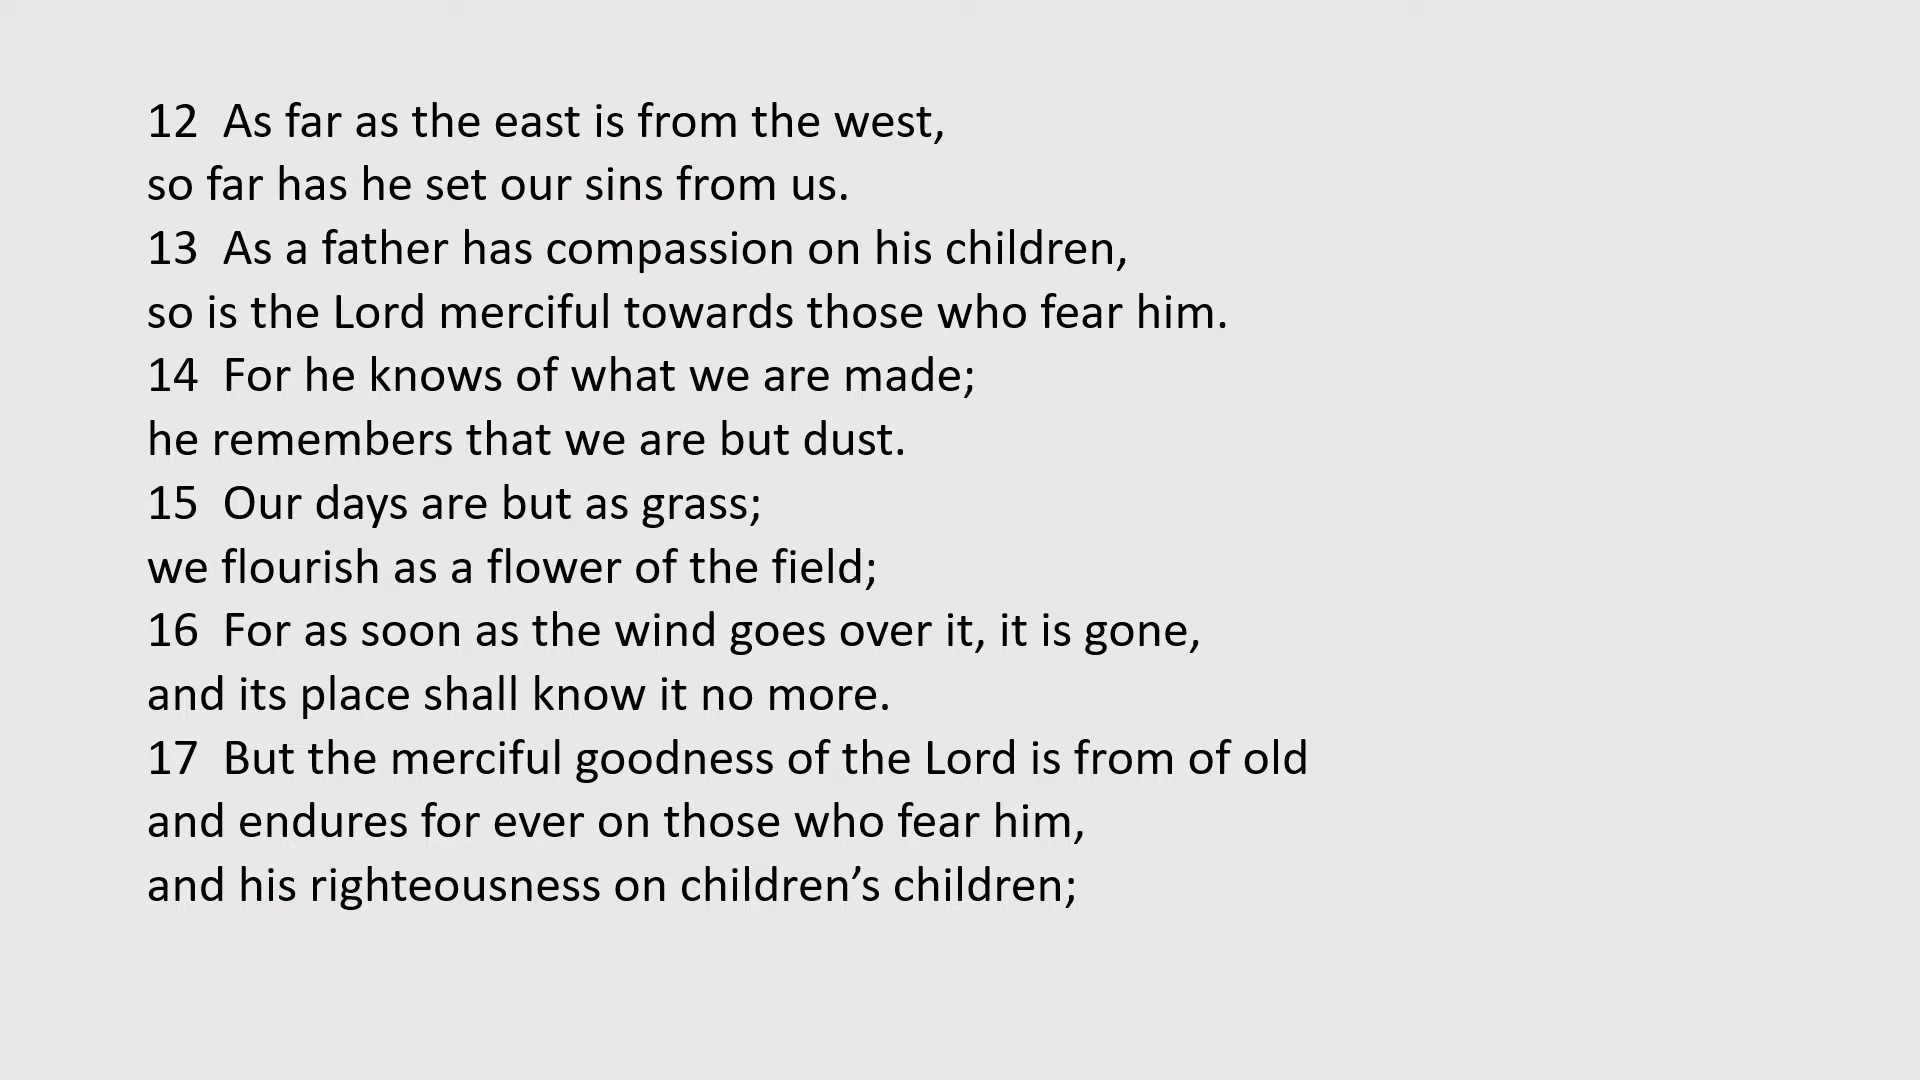 12  As far as the east is from the west,
so far has he set our sins from us.
13  As a father has compassion on his children,
so is the Lord merciful towards those who fear him.
14  For he knows of what we are made;
he remembers that we are but dust.
15  Our days are but as grass;
we flourish as a flower of the field;
16  For as soon as the wind goes over it, it is gone,
and its place shall know it no more.
17  But the merciful goodness of the Lord is from of old
and endures for ever on those who fear him,
and his righteousness on children’s children;